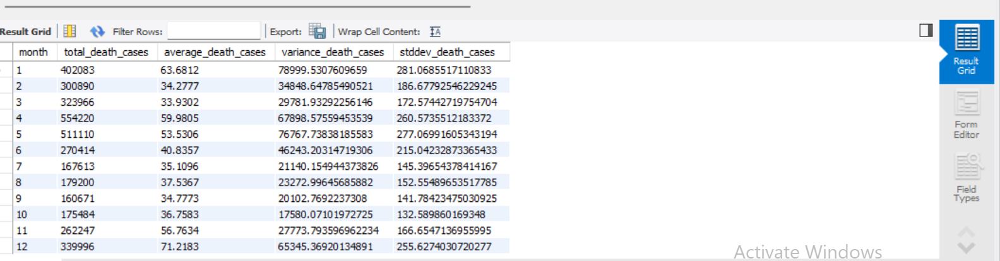 Result Grid Filter Rows: Export: Wrap Cell Content: IA
month total_death_cases average_death_cases variance_death_cases stddev_death_cases
1 402083 63.6812 78999.5307609659 281.06855517110833
2 300890 34.2777 34848.64785490521 186.67792546229245
3 323966 33.9302 29781.93292256146 172.57442719754704
4 554220 59.9805 67898.57559453539 260.5735512183372
5 511110 53.5306 76767.73838185583 277.06991605343194
6 270414 40.8357 46243.20314719306 215.04232873365433
7 167613 35.1096 21140.154944373826 145.39654378414167
8 179200 37.5367 23272.99645685882 152.55489653517785
9 160671 34.7773 20102.7692237308 141.78423475030925
10 175484 36.7583 17580.07101972725 132.589860169348
11 262247 56.7634 27773.793596962234 166.6547136955995
12 339996 71.2183 65345.36920134891 255.6274030720277
Result
Grid
Form
Editor
Field
Types
Activate Windows